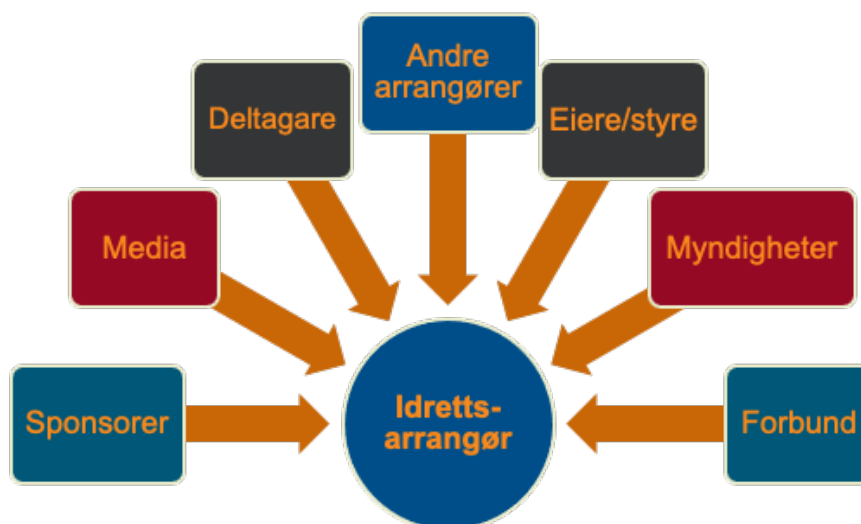 Andre
arrangører
Deltagare
Eiere/styre
Media
Myndigheter
Sponsorer
Idretts-
arrangør
Forbund